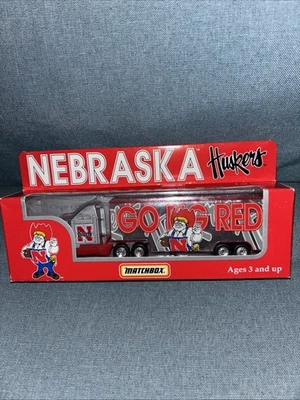 NEBRASKA Huskers
GO BIG RED
N
N
N
MATCHBOX
Ages 3 and up